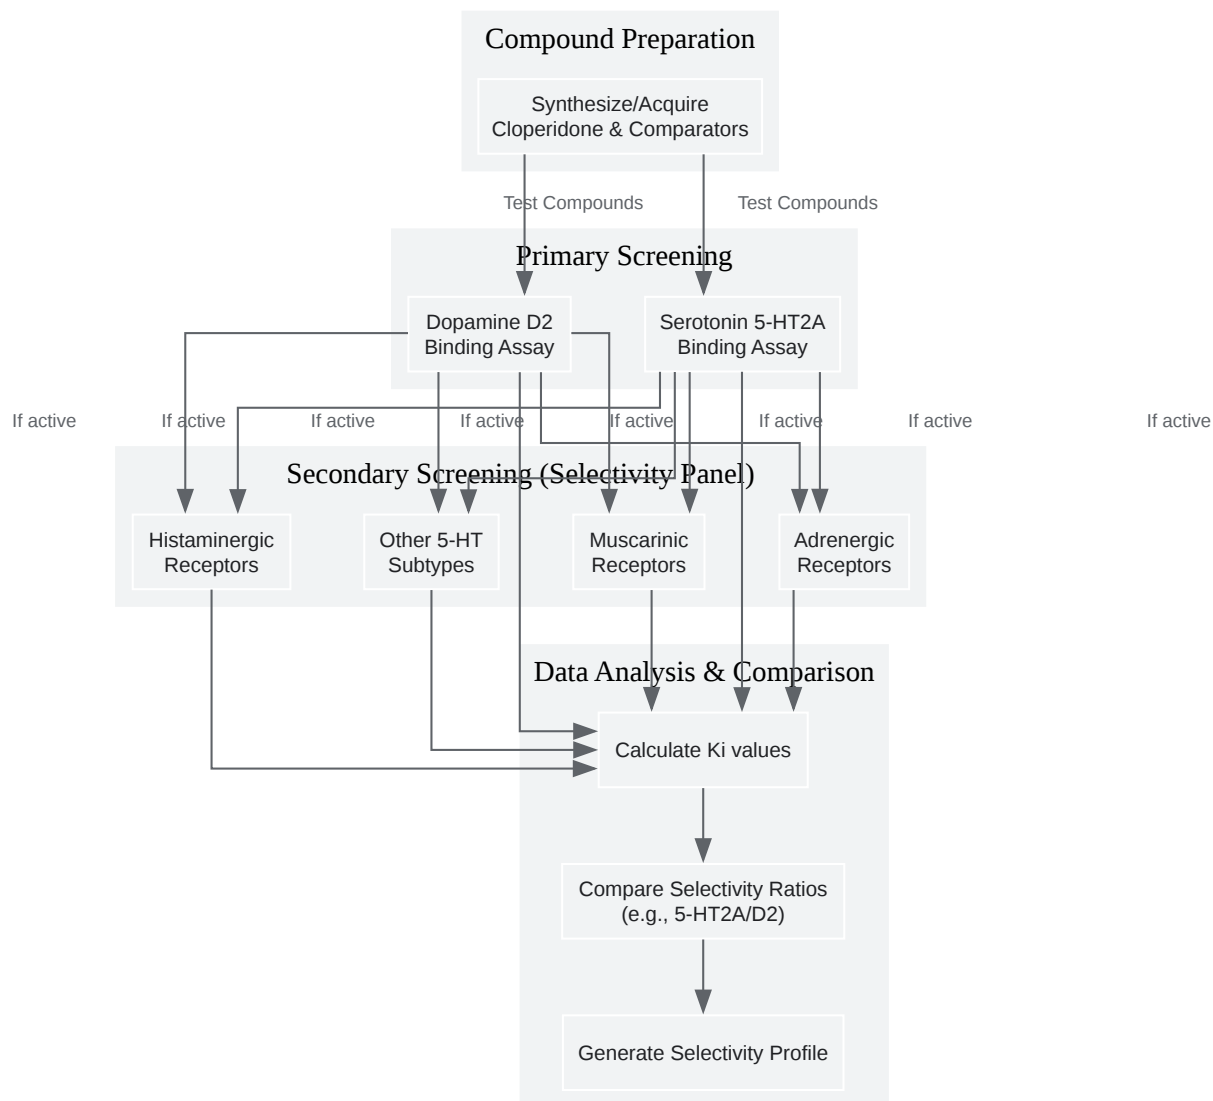 Compound Preparation
Synthesize/Acquire
Cloperidone & Comparators
Test Compounds
Test Compounds
Primary Screening
Dopamine D2
Binding Assay
Serotonin 5-HT2A
Binding Assay
If active
If active
If active
If active
If active
If active
If active
If active
Secondary Screening (Selectivity Panel)
Histaminergic
Receptors
Other 5-HT
Subtypes
Muscarinic
Receptors
Adrenergic
Receptors
Data Analysis & Comparison
Calculate Ki values
Compare Selectivity Ratios
(e.g., 5-HT2A/D2)
Generate Selectivity Profile